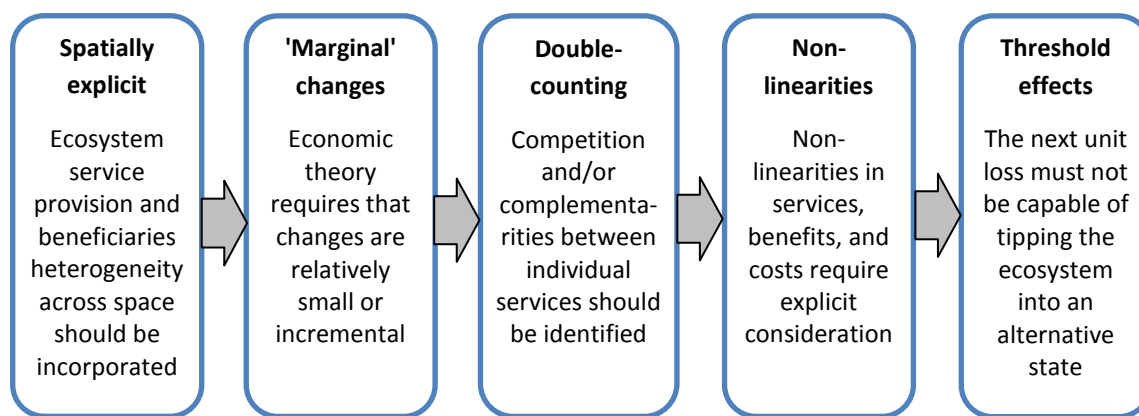 Spatially
explicit
Ecosystem
service
provision and
beneficiaries
heterogeneity
across space
should be
incorporated
'Marginal'
changes
Economic
theory
requires that
changes are
relatively
small or
incremental
Double-
counting
Competition
and/or
complementa-
rities between
individual
services should
be identified
Non-
linearities
Non-
linearities in
services,
benefits, and
costs require
explicit
consideration
Threshold
effects
The next unit
loss must not
be capable of
tipping the
ecosystem
into an
alternative
state